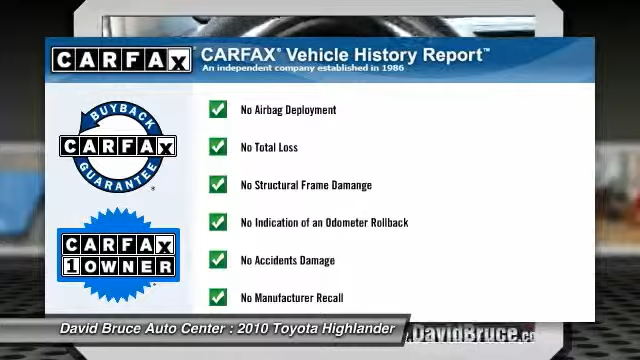 CARFAX
CARFAX® Vehicle History Report™
An independent company established in 1986
BUYBACK
CARFAX
GUARANTEE
®
CARFAX
1 OWNER
No Airbag Deployment
No Total Loss
No Structural Frame Damange
No Indication of an Odometer Rollback
No Accidents Damage
No Manufacturer Recall
David Bruce Auto Center : 2010 Toyota Highlander
.DavidBruce.co